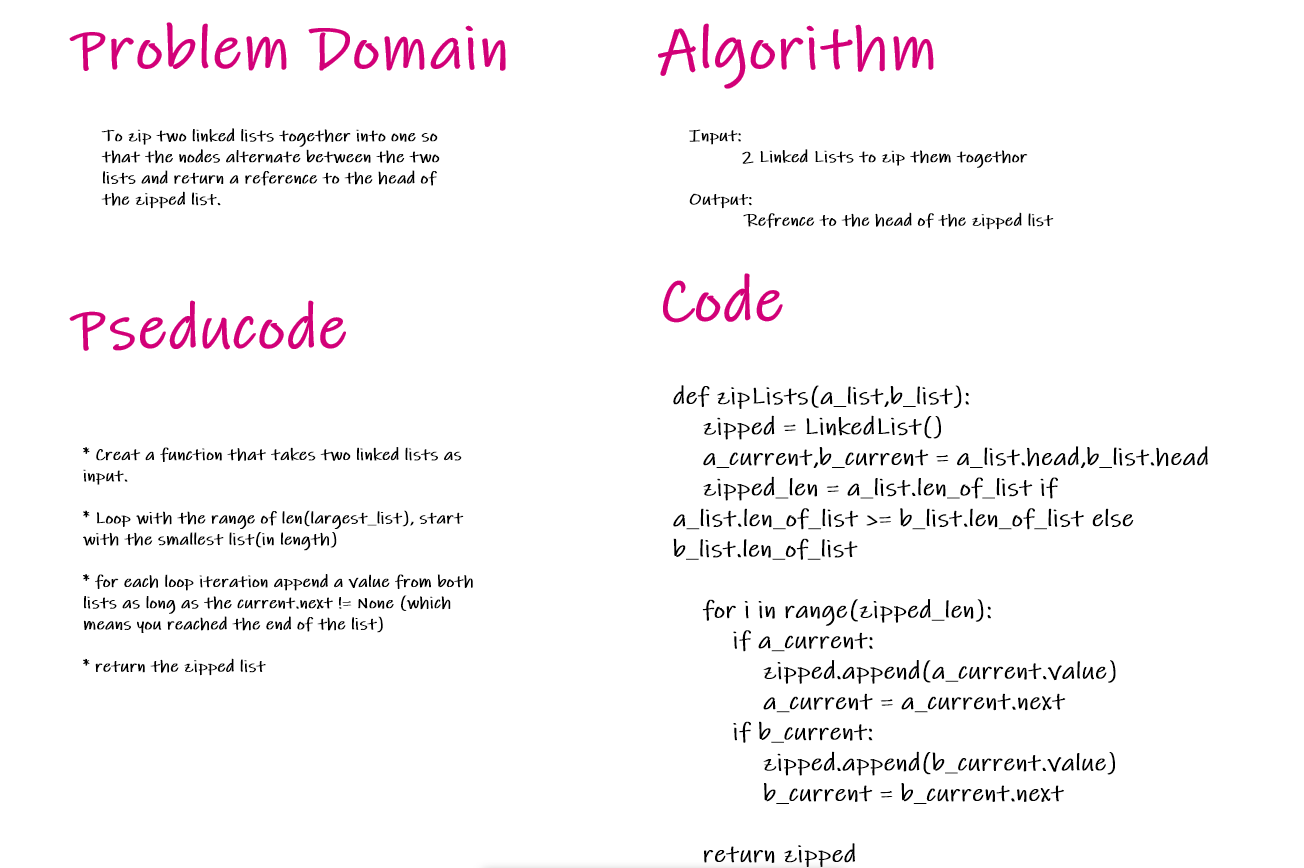 Problem Domain
To zip two linked lists together into one so
that the nodes alternate between the two
lists and return a reference to the head of
the zipped list.
Algorithm
Input:
2 Linked Lists to zip them togethor
Output:
Refrence to the head of the zipped list
Pseducode
* Creat a function that takes two linked lists as
input.
* Loop with the range of len(largest_list), start
with the smallest list(in length)
* for each loop iteration append a value from both
lists as long as the current.next != None (which
means you reached the end of the list)
* return the zipped list
Code
def zipLists(a_list,b_list):
zipped = LinkedList()
a_current,b_current = a_list.head,b_list.head
zipped_len = a_list.len_of_list if
a_list.len_of_list >= b_list.len_of_list else
b_list.len_of_list
for i in range(zipped_len):
if a_current:
zipped.append(a_current.value)
a_current = a_current.next
if b_current:
zipped.append(b_current.value)
b_current = b_current.next
return zipped